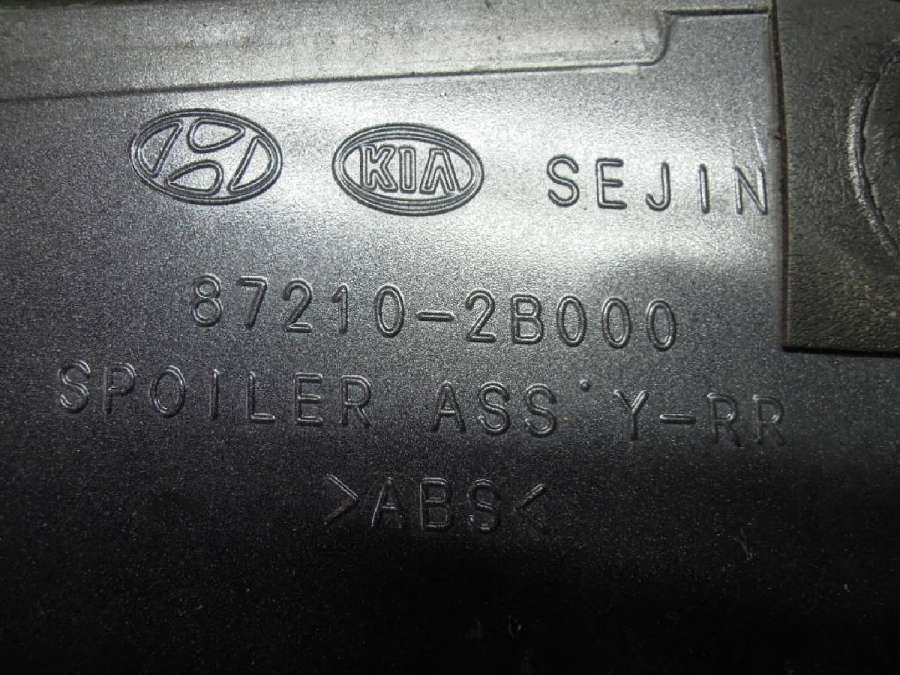 KIA SEJIN
87210-2B000
SPOILER ASS'Y-RR
>ABS<